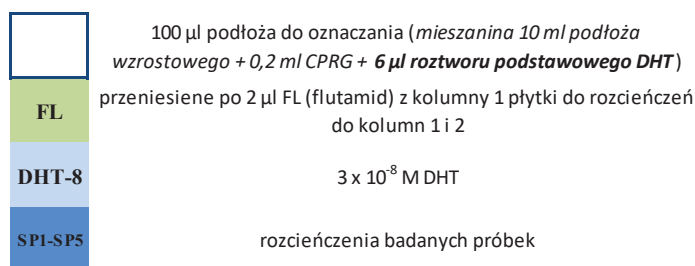 100 µl podłoża do oznaczania (mieszanina 10 ml podłoża
wzrostowego + 0,2 ml CPRG + 6 µl roztworu podstawowego DHT)
FL
przeniesiene po 2 µl FL (flutamid) z kolumny 1 płytki do rozcieńczeń
do kolumn 1 i 2
DHT-8
3 x 10⁻⁸ M DHT
SP1-SP5
rozcieńczenia badanych próbek